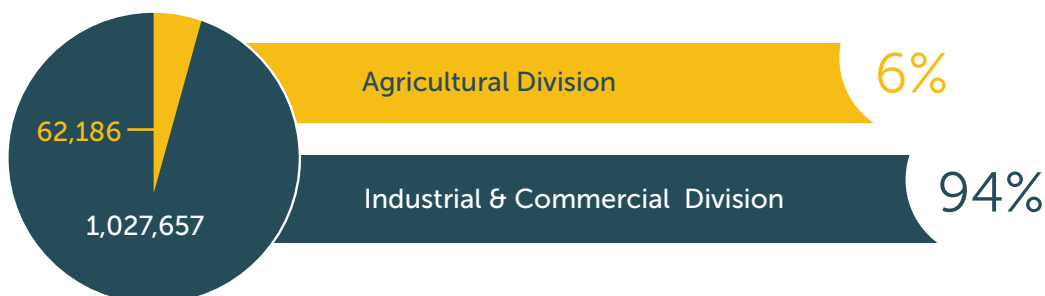 Agricultural Division
6%
62,186
Industrial & Commercial  Division
94%
1,027,657